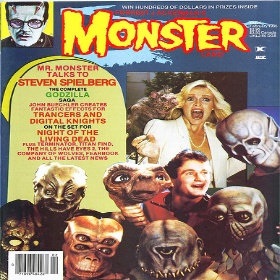 WIN HUNDREDS OF DOLLARS IN PRIZES INSIDE
MONSTER
MR. MONSTER
TALKS TO
STEVEN SPIELBERG
THE COMPLETE
GODZILLA
SAGA
JOHN BUECHLER CREATES
FANTASTIC EFFECTS FOR
TRANCERS AND
DIGITAL KNIGHTS
ON THE SET FOR
NIGHT OF THE
LIVING DEAD
PLUS TERMINATOR, TITAN FIND,
THE HILLS HAVE EYES 2, THE
COMPANY OF WOLVES, FEARBOOK
AND ALL THE LATEST NEWS